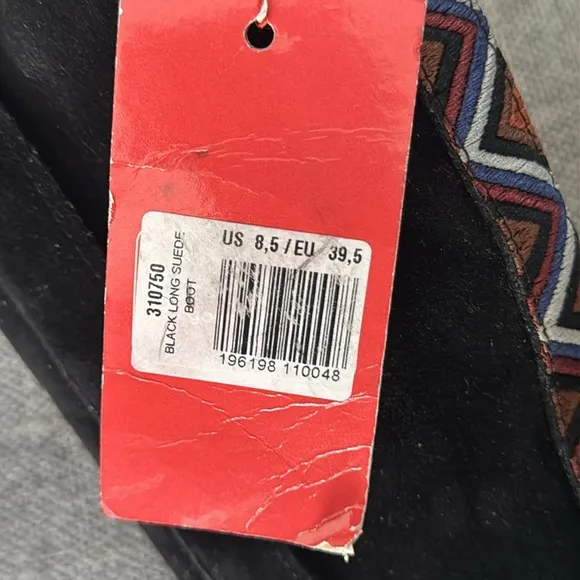 US 8,5 / EU 39,5
310750
BLACK LONG SUEDE
BOOT
196198 110048